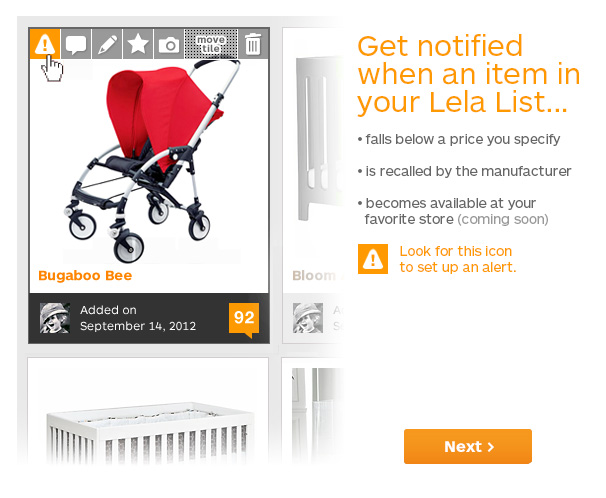 move
tile
Get notified
when an item in
your Lela List...
• falls below a price you specify
• is recalled by the manufacturer
• becomes available at your
favorite store (coming soon)
Look for this icon
to set up an alert.
Bugaboo Bee
Bloom
Added on
September 14, 2012
92
Next >